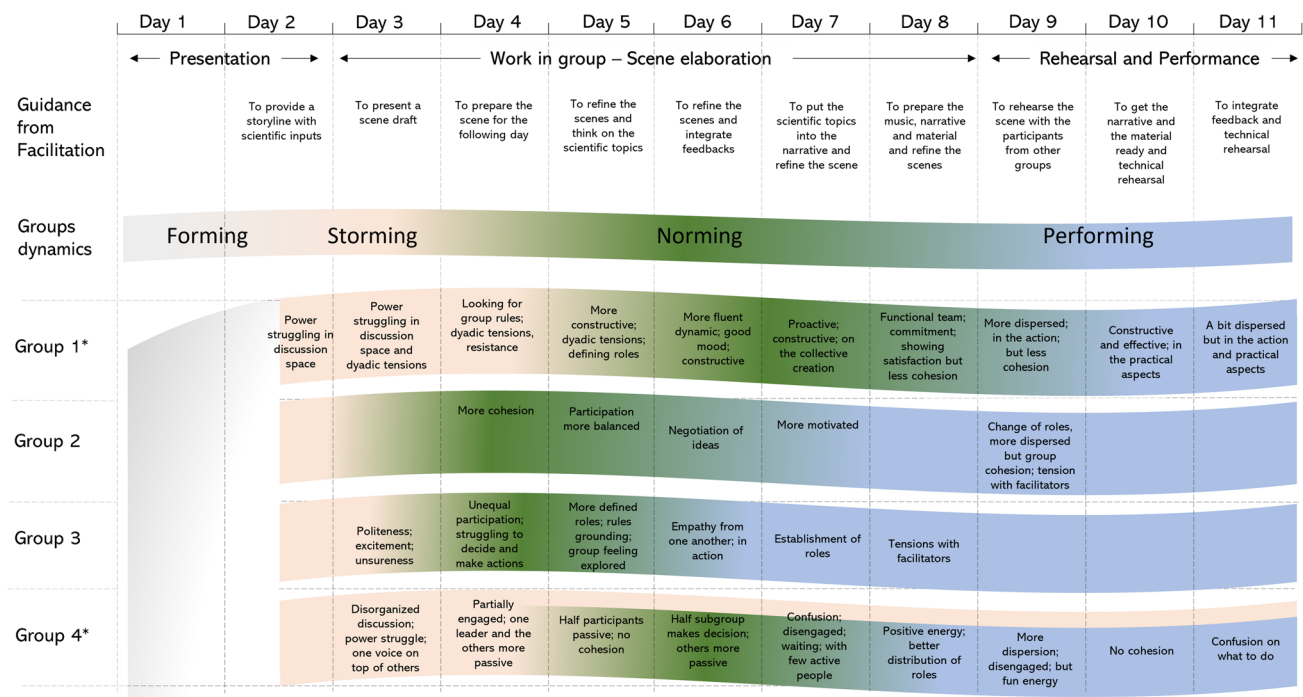 Day 1
Day 2
Day 3
Day 4
Day 5
Day 6
Day 7
Day 8
Day 9
Day 10
Day 11
Presentation
Work in group – Scene elaboration
Rehearsal and Performance
Guidance
from
Facilitation
To provide a
storyline with
scientific inputs
To present a
scene draft
To prepare the
scene for the
following day
To refine the
scenes and
think on the
scientific topics
To refine the
scenes and
integrate
feedbacks
To put the
scientific topics
into the
narrative and
refine the scene
To prepare the
music, narrative
and material
and refine the
scenes
To rehearse the
scene with the
participants
from other
groups
To get the
narrative and
the material
ready and
technical
rehearsal
To integrate
feedback and
technical
rehearsal
Groups
dynamics
Forming
Storming
Norming
Performing
Group 1*
Power
struggling in
discussion
space
Power
struggling in
discussion
space and
dyadic tensions
Looking for
group rules;
dyadic tensions,
resistance
More
constructive;
dyadic tensions;
defining roles
More fluent
dynamic; good
mood;
constructive
Proactive;
constructive; on
the collective
creation
Functional team;
commitment;
showing
satisfaction but
less cohesion
More dispersed;
in the action;
but less
cohesion
Constructive
and effective; in
the practical
aspects
A bit dispersed
but in the action
and practical
aspects
Group 2
More cohesion
Participation
more balanced
Negotiation of
ideas
More motivated
Change of roles,
more dispersed
but group
cohesion; tension
with facilitators
Group 3
Politeness;
excitement;
unsureness
Unequal
participation;
struggling to
decide and
make actions
More defined
roles; rules
grounding;
group feeling
explored
Empathy from
one another; in
action
Establishment of
roles
Tensions with
facilitators
Group 4*
Disorganized
discussion;
power struggle;
one voice on
top of others
Partially
engaged; one
leader and the
others more
passive
Half participants
passive; no
cohesion
Half subgroup
makes decision;
others more
passive
Confusion;
disengaged;
waiting; with
few active
people
Positive energy;
better
distribution of
roles
More
dispersion;
disengaged; but
fun energy
No cohesion
Confusion on
what to do